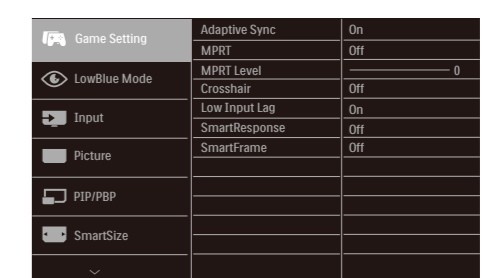 Game Setting
LowBlue Mode
Input
Picture
PIP/PBP
SmartSize
Adaptive Sync On
MPRT Off
MPRT Level 0
Crosshair Off
Low Input Lag On
SmartResponse Off
SmartFrame Off